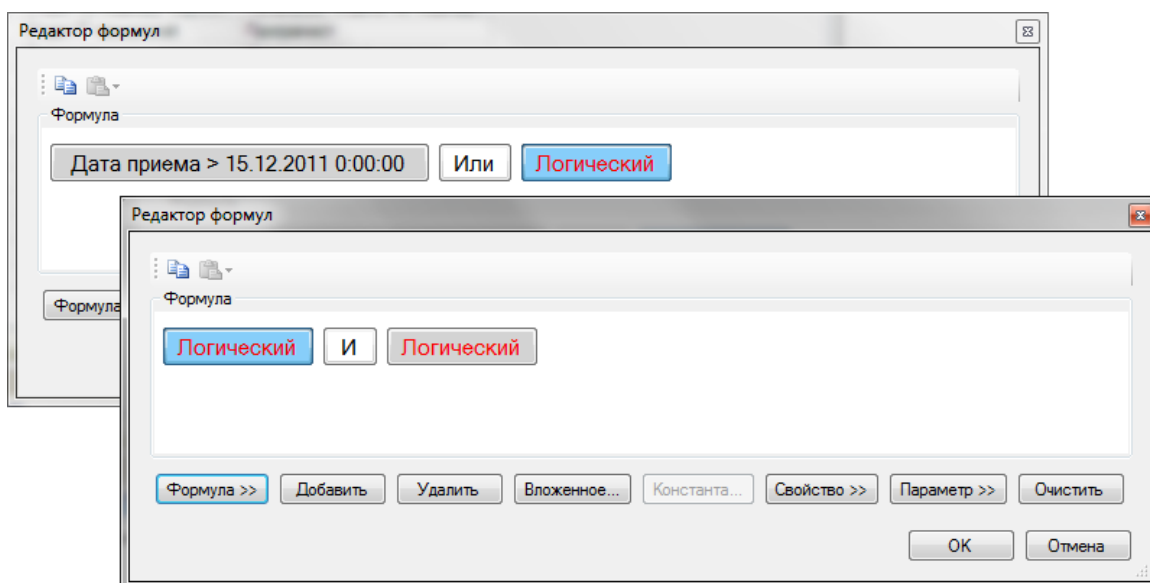 Редактор формул
Формула
Дата приема > 15.12.2011 0:00:00 Или Логический
Формула
Редактор формул
Формула
Логический И Логический
Формула >> Добавить Удалить Вложенное... Константа... Свойство >> Параметр >> Очистить
OK Отмена